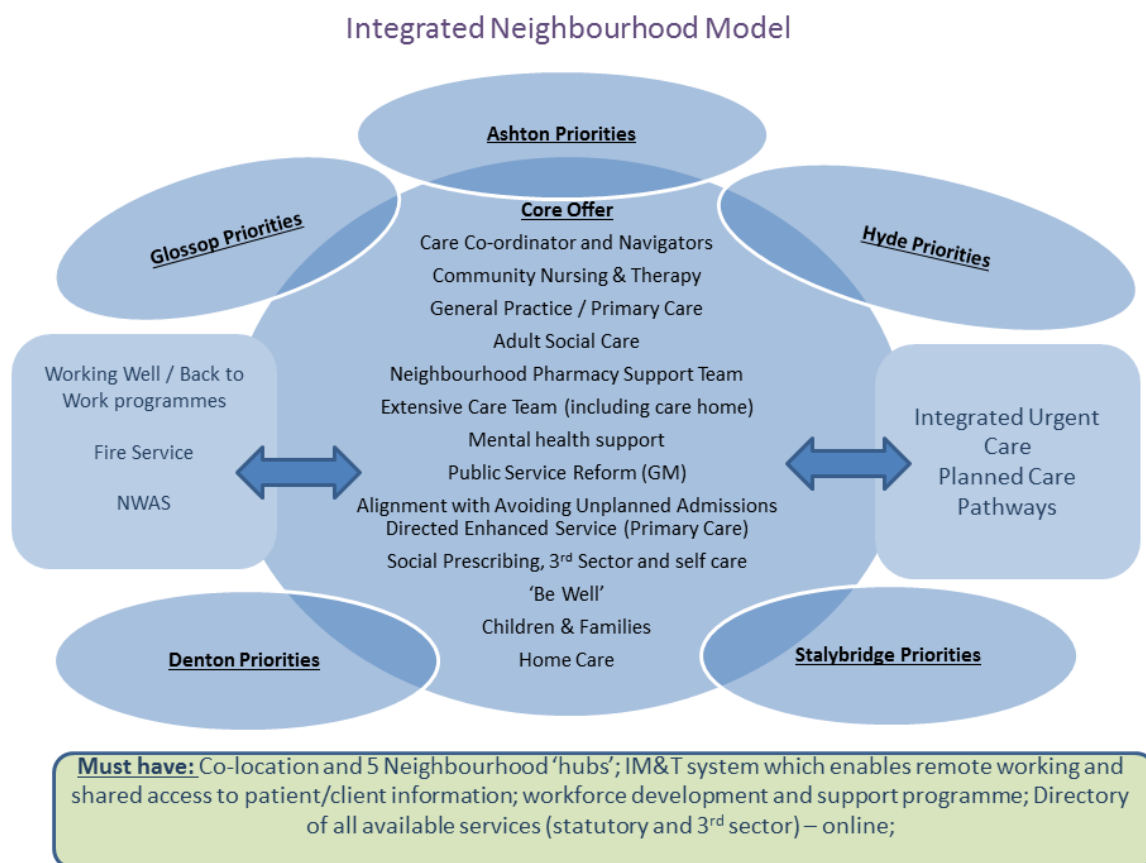 Integrated Neighbourhood Model
Ashton Priorities
Glossop Priorities
Hyde Priorities
Core Offer
Care Co-ordinator and Navigators
Community Nursing & Therapy
General Practice / Primary Care
Adult Social Care
Neighbourhood Pharmacy Support Team
Extensive Care Team (including care home)
Mental health support
Public Service Reform (GM)
Alignment with Avoiding Unplanned Admissions
Directed Enhanced Service (Primary Care)
Social Prescribing, 3rd Sector and self care
‘Be Well’
Children & Families
Home Care
Working Well / Back to
Work programmes
Fire Service
NWAS
Integrated Urgent
Care
Planned Care
Pathways
Denton Priorities
Stalybridge Priorities
Must have: Co-location and 5 Neighbourhood ‘hubs’; IM&T system which enables remote working and
shared access to patient/client information; workforce development and support programme; Directory
of all available services (statutory and 3rd sector) – online;